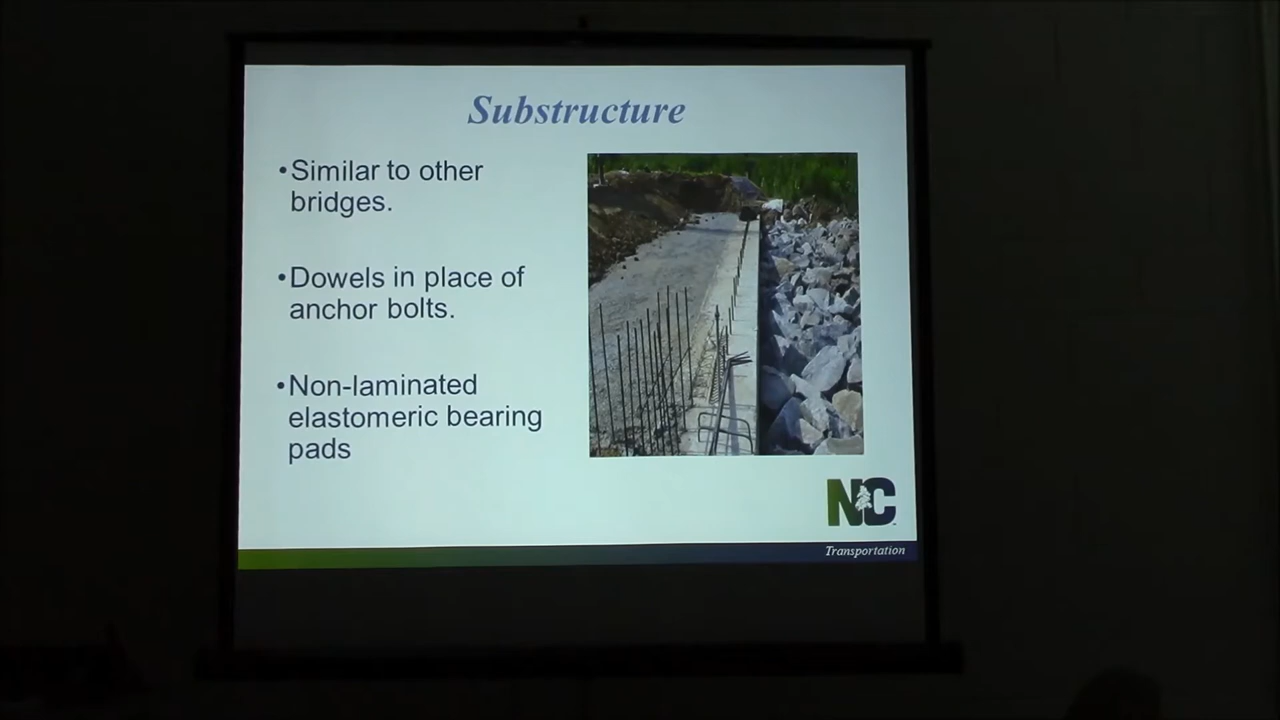 Substructure
•Similar to other
bridges.
•Dowels in place of
anchor bolts.
•Non-laminated
elastomeric bearing
pads
NC
Transportation